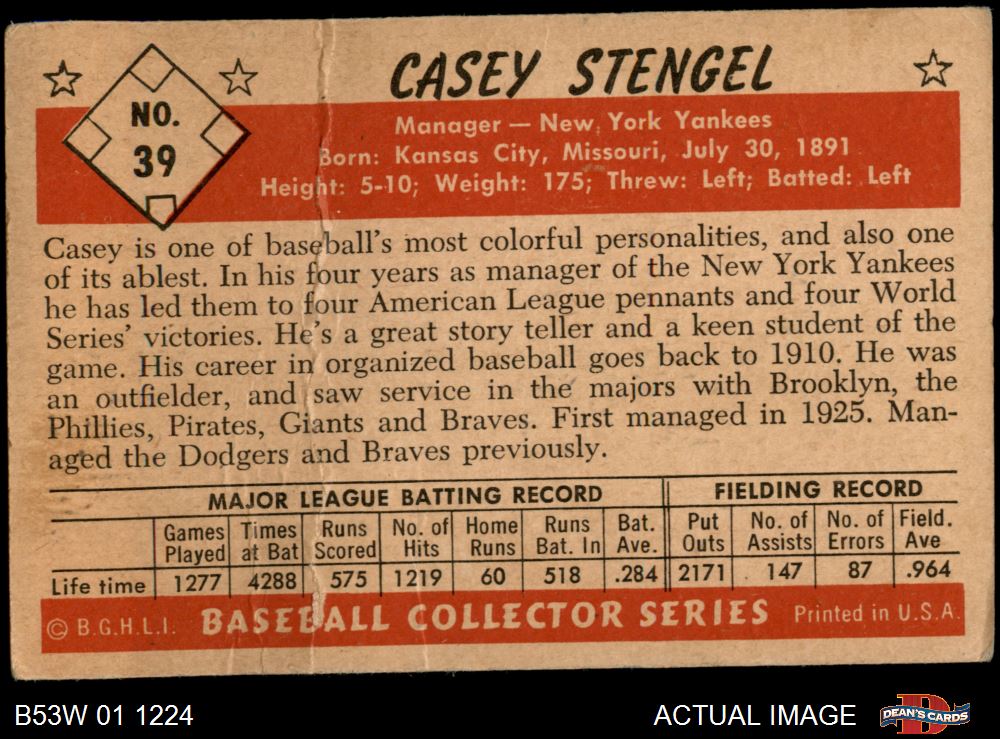 NO.
39
CASEY STENGEL
Manager — New York Yankees
Born: Kansas City, Missouri, July 30, 1891
Height: 5-10; Weight: 175; Threw: Left; Batted: Left
Casey is one of baseball's most colorful personalities, and also one
of its ablest. In his four years as manager of the New York Yankees
he has led them to four American League pennants and four World
Series' victories. He's a great story teller and a keen student of the
game. His career in organized baseball goes back to 1910. He was
an outfielder, and saw service in the majors with Brooklyn, the
Phillies, Pirates, Giants and Braves. First managed in 1925. Man-
aged the Dodgers and Braves previously.
MAJOR LEAGUE BATTING RECORD FIELDING RECORD
Games Times Runs No. of Home Runs Bat. Put No. of No. of Field.
Played at Bat Scored Hits Runs Bat. In Ave. Outs Assists Errors Ave
Life time 1277 4288 575 1219 60 518 .284 2171 147 87 .964
© B.G.H.L.I. BASEBALL COLLECTOR SERIES Printed in U.S.A.
B53W 01 1224 ACTUAL IMAGE DEAN'S CARDS